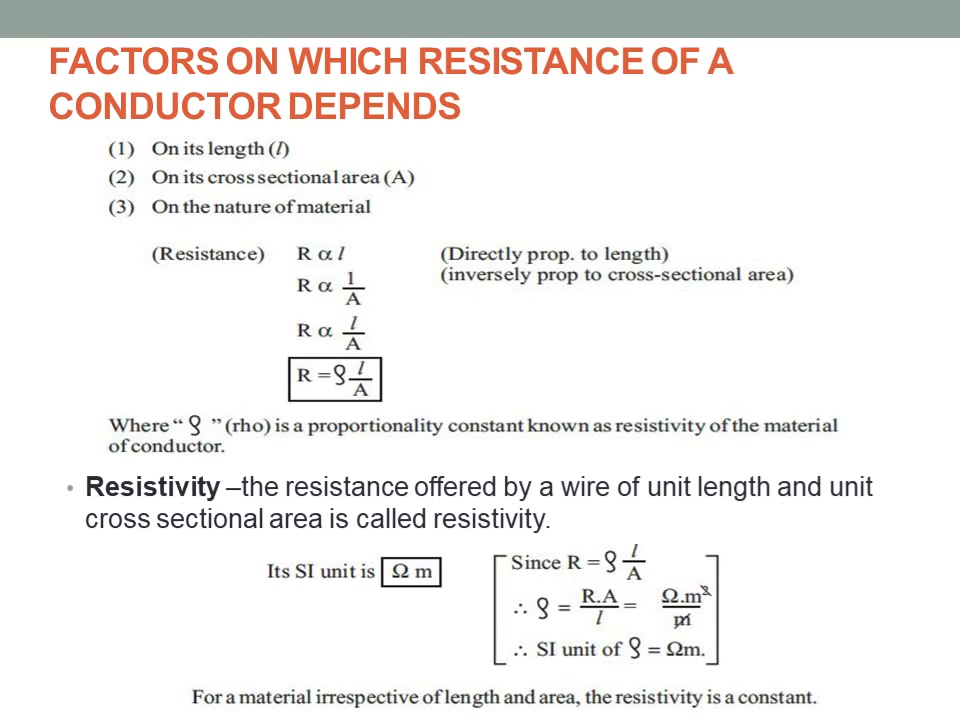 FACTORS ON WHICH RESISTANCE OF A
CONDUCTOR DEPENDS
(1) On its length (l)
(2) On its cross sectional area (A)
(3) On the nature of material
(Resistance) R α l (Directly prop. to length)
R α 1/A (inversely prop to cross-sectional area)
R α l/A
R = ρ l/A
Where “ ρ ” (rho) is a proportionality constant known as resistivity of the material
of conductor.
• Resistivity –the resistance offered by a wire of unit length and unit
cross sectional area is called resistivity.
Its SI unit is Ω m
Since R = ρ l/A
∴ ρ = R.A/l = Ω.m²/m
∴ SI unit of ρ = Ωm.
For a material irrespective of length and area, the resistivity is a constant.